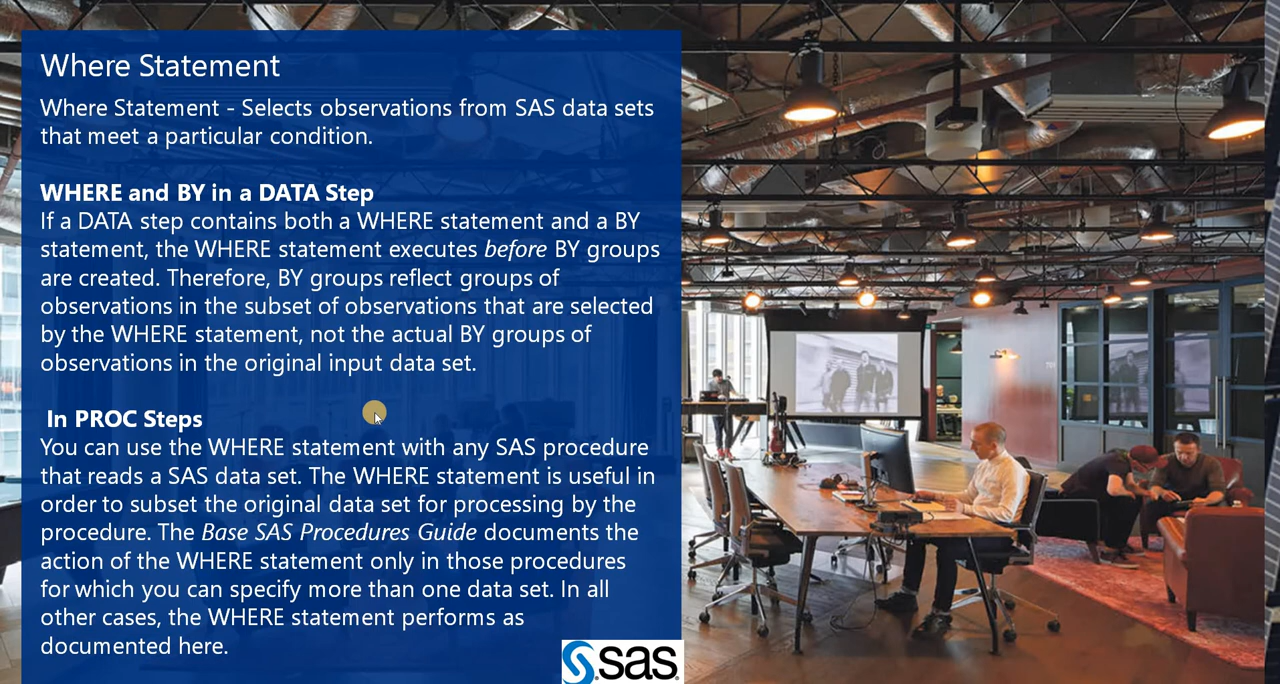 Where Statement
Where Statement - Selects observations from SAS data sets
that meet a particular condition.
WHERE and BY in a DATA Step
If a DATA step contains both a WHERE statement and a BY
statement, the WHERE statement executes before BY groups
are created. Therefore, BY groups reflect groups of
observations in the subset of observations that are selected
by the WHERE statement, not the actual BY groups of
observations in the original input data set.
In PROC Steps
You can use the WHERE statement with any SAS procedure
that reads a SAS data set. The WHERE statement is useful in
order to subset the original data set for processing by the
procedure. The Base SAS Procedures Guide documents the
action of the WHERE statement only in those procedures
for which you can specify more than one data set. In all
other cases, the WHERE statement performs as
documented here.
sas